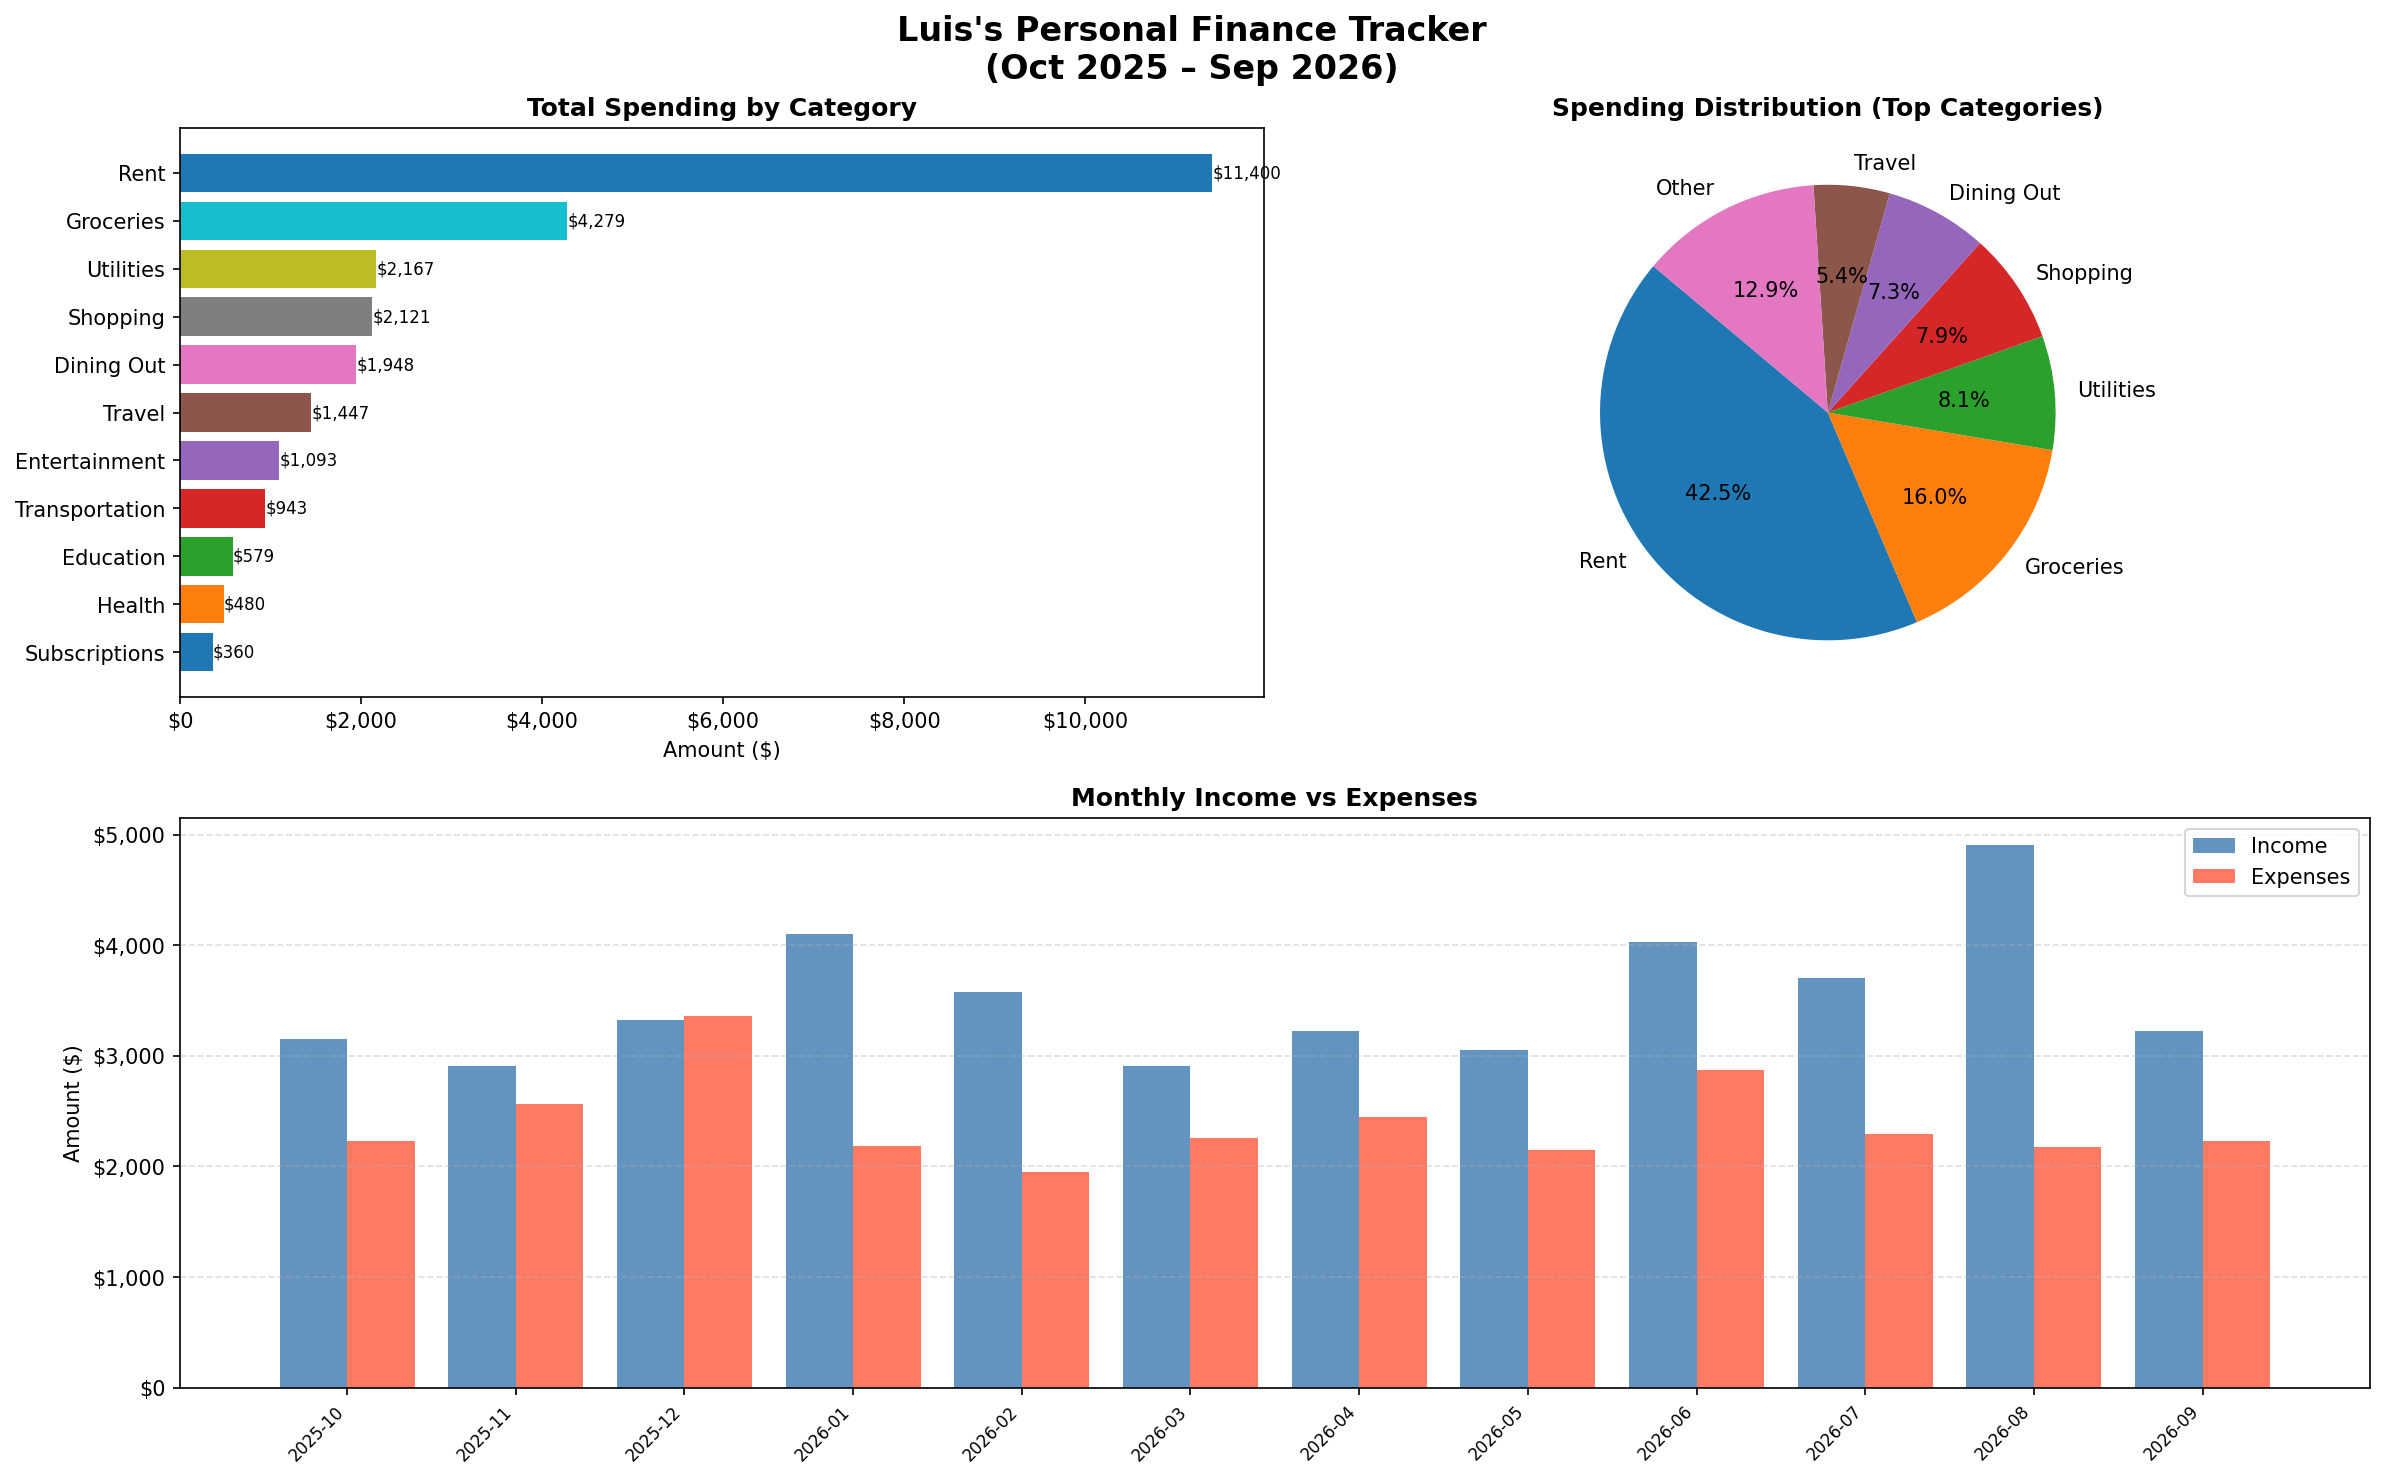 Luis's Personal Finance Tracker
(Oct 2025 – Sep 2026)
Total Spending by Category
Rent
$11,400
Groceries
$4,279
Utilities
$2,167
Shopping
$2,121
Dining Out
$1,948
Travel
$1,447
Entertainment
$1,093
Transportation
$943
Education
$579
Health
$480
Subscriptions
$360
$0
$2,000
$4,000
$6,000
$8,000
$10,000
Amount ($)
Spending Distribution (Top Categories)
Travel
Other
Dining Out
Shopping
Utilities
Groceries
Rent
5.4%
12.9%
7.3%
7.9%
8.1%
16.0%
42.5%
Monthly Income vs Expenses
$5,000
$4,000
$3,000
$2,000
$1,000
$0
Amount ($)
Income
Expenses
2025-10
2025-11
2025-12
2026-01
2026-02
2026-03
2026-04
2026-05
2026-06
2026-07
2026-08
2026-09